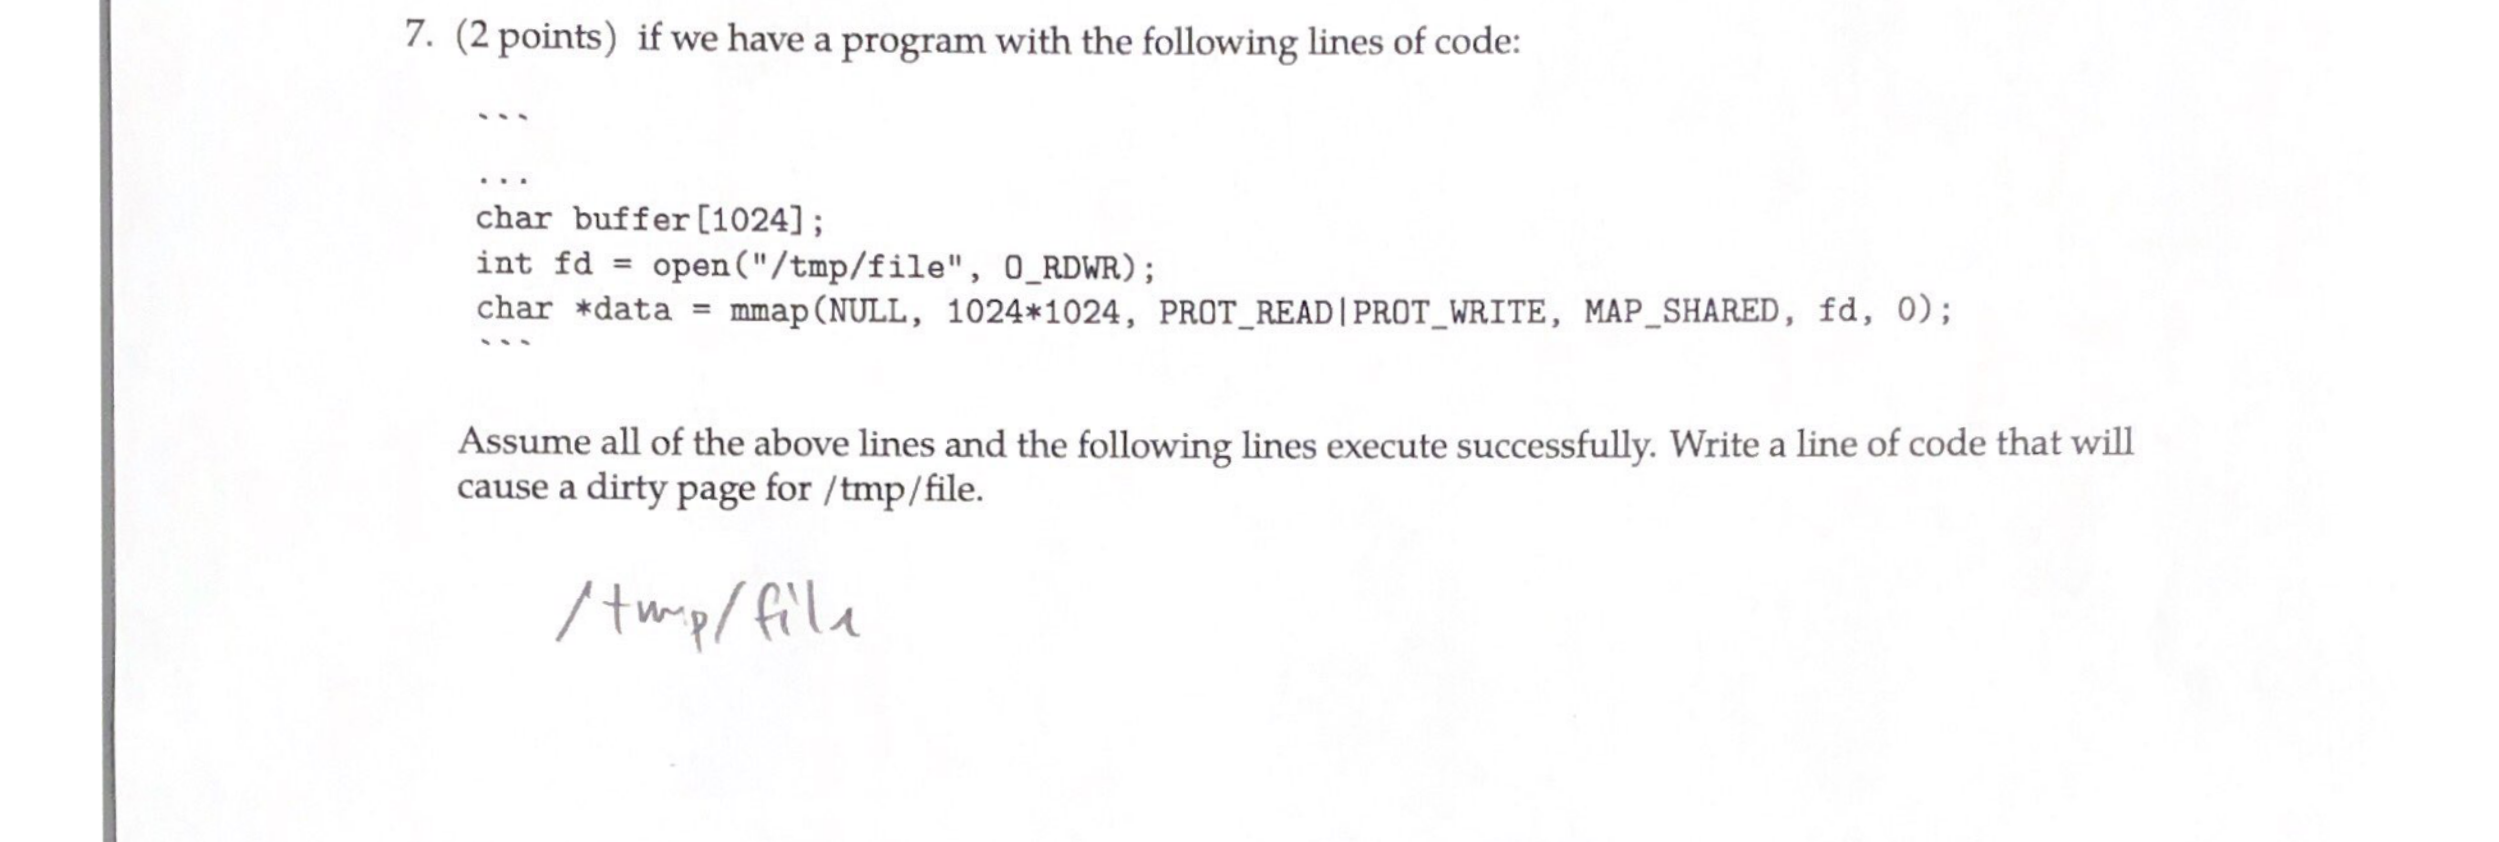 7. (2 points) if we have a program with the following lines of code:
```
...
char buffer[1024];
int fd = open("/tmp/file", O_RDWR);
char *data = mmap(NULL, 1024*1024, PROT_READ|PROT_WRITE, MAP_SHARED, fd, 0);
```
Assume all of the above lines and the following lines execute successfully. Write a line of code that will
cause a dirty page for /tmp/file.
/tmp/file